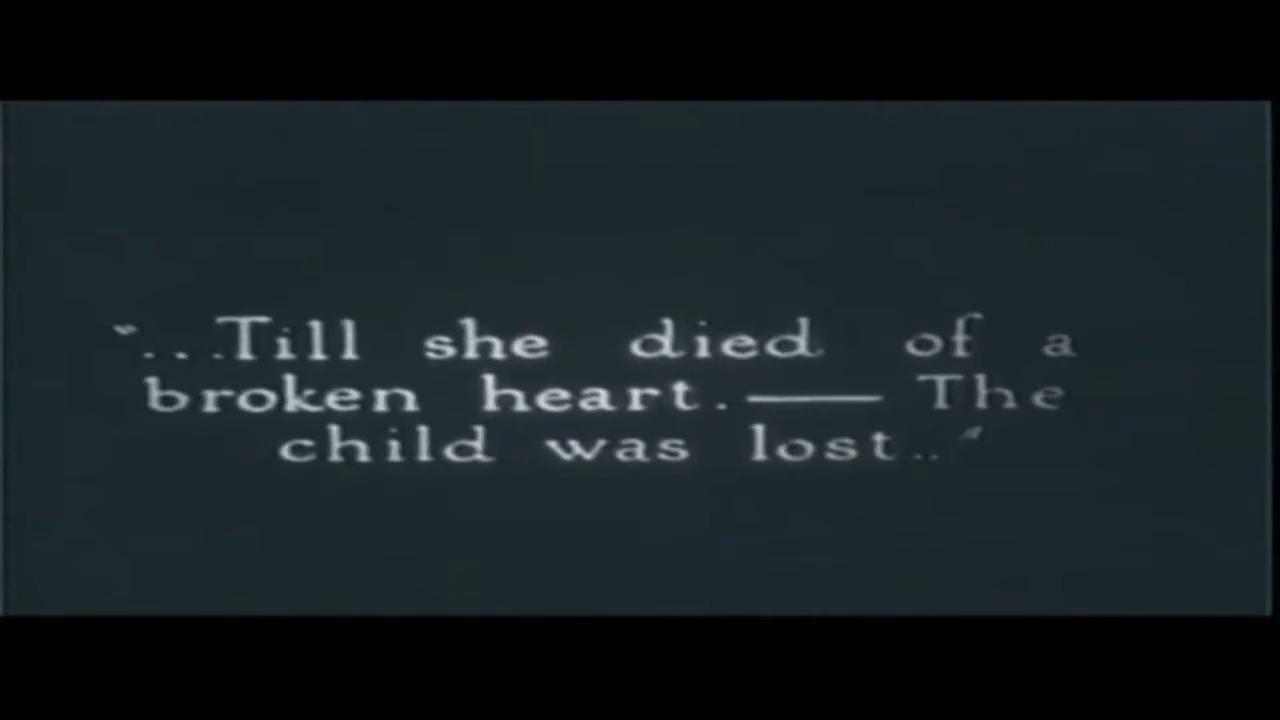 "...Till she died of a
broken heart.— The
child was lost.."